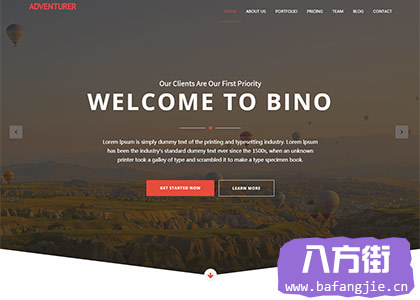 ADVENTURER
HOME ABOUT US PORTFOLIO PRICING TEAM BLOG CONTACT
Our Clients Are Our First Priority
WELCOME TO BINO
Lorem Ipsum is simply dummy text of the printing and typesetting industry. Lorem Ipsum
has been the industry's standard dummy text ever since the 1500s, when an unknown
printer took a galley of type and scrambled it to make a type specimen book.
GET STARTED NOW LEARN MORE
八方街
www.bafangjie.cn